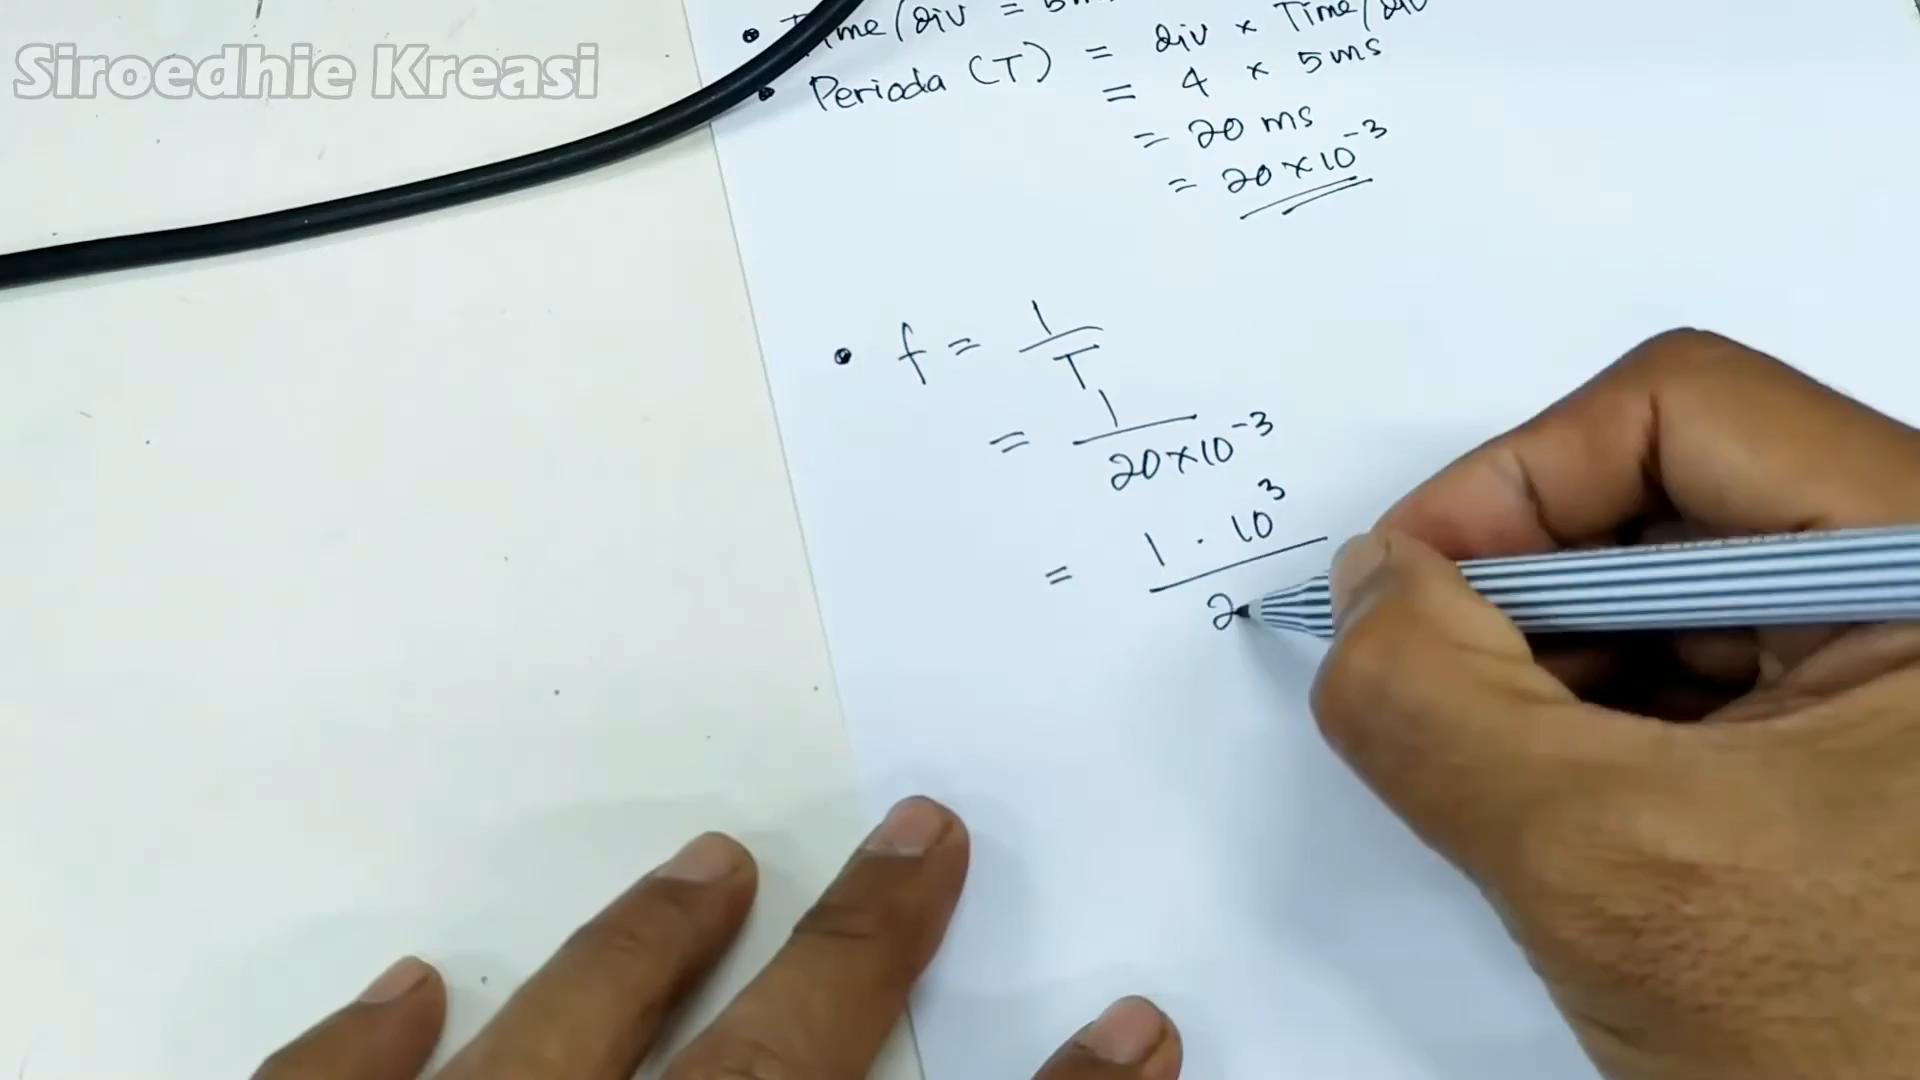 Siroedhie Kreasi
Time/div = 5m
Perioda (T) = div × Time/div
= 4 × 5ms
= 20 ms
= 20×10⁻³
f = 1/T
= 1/20×10⁻³
= 1 · 10³/2